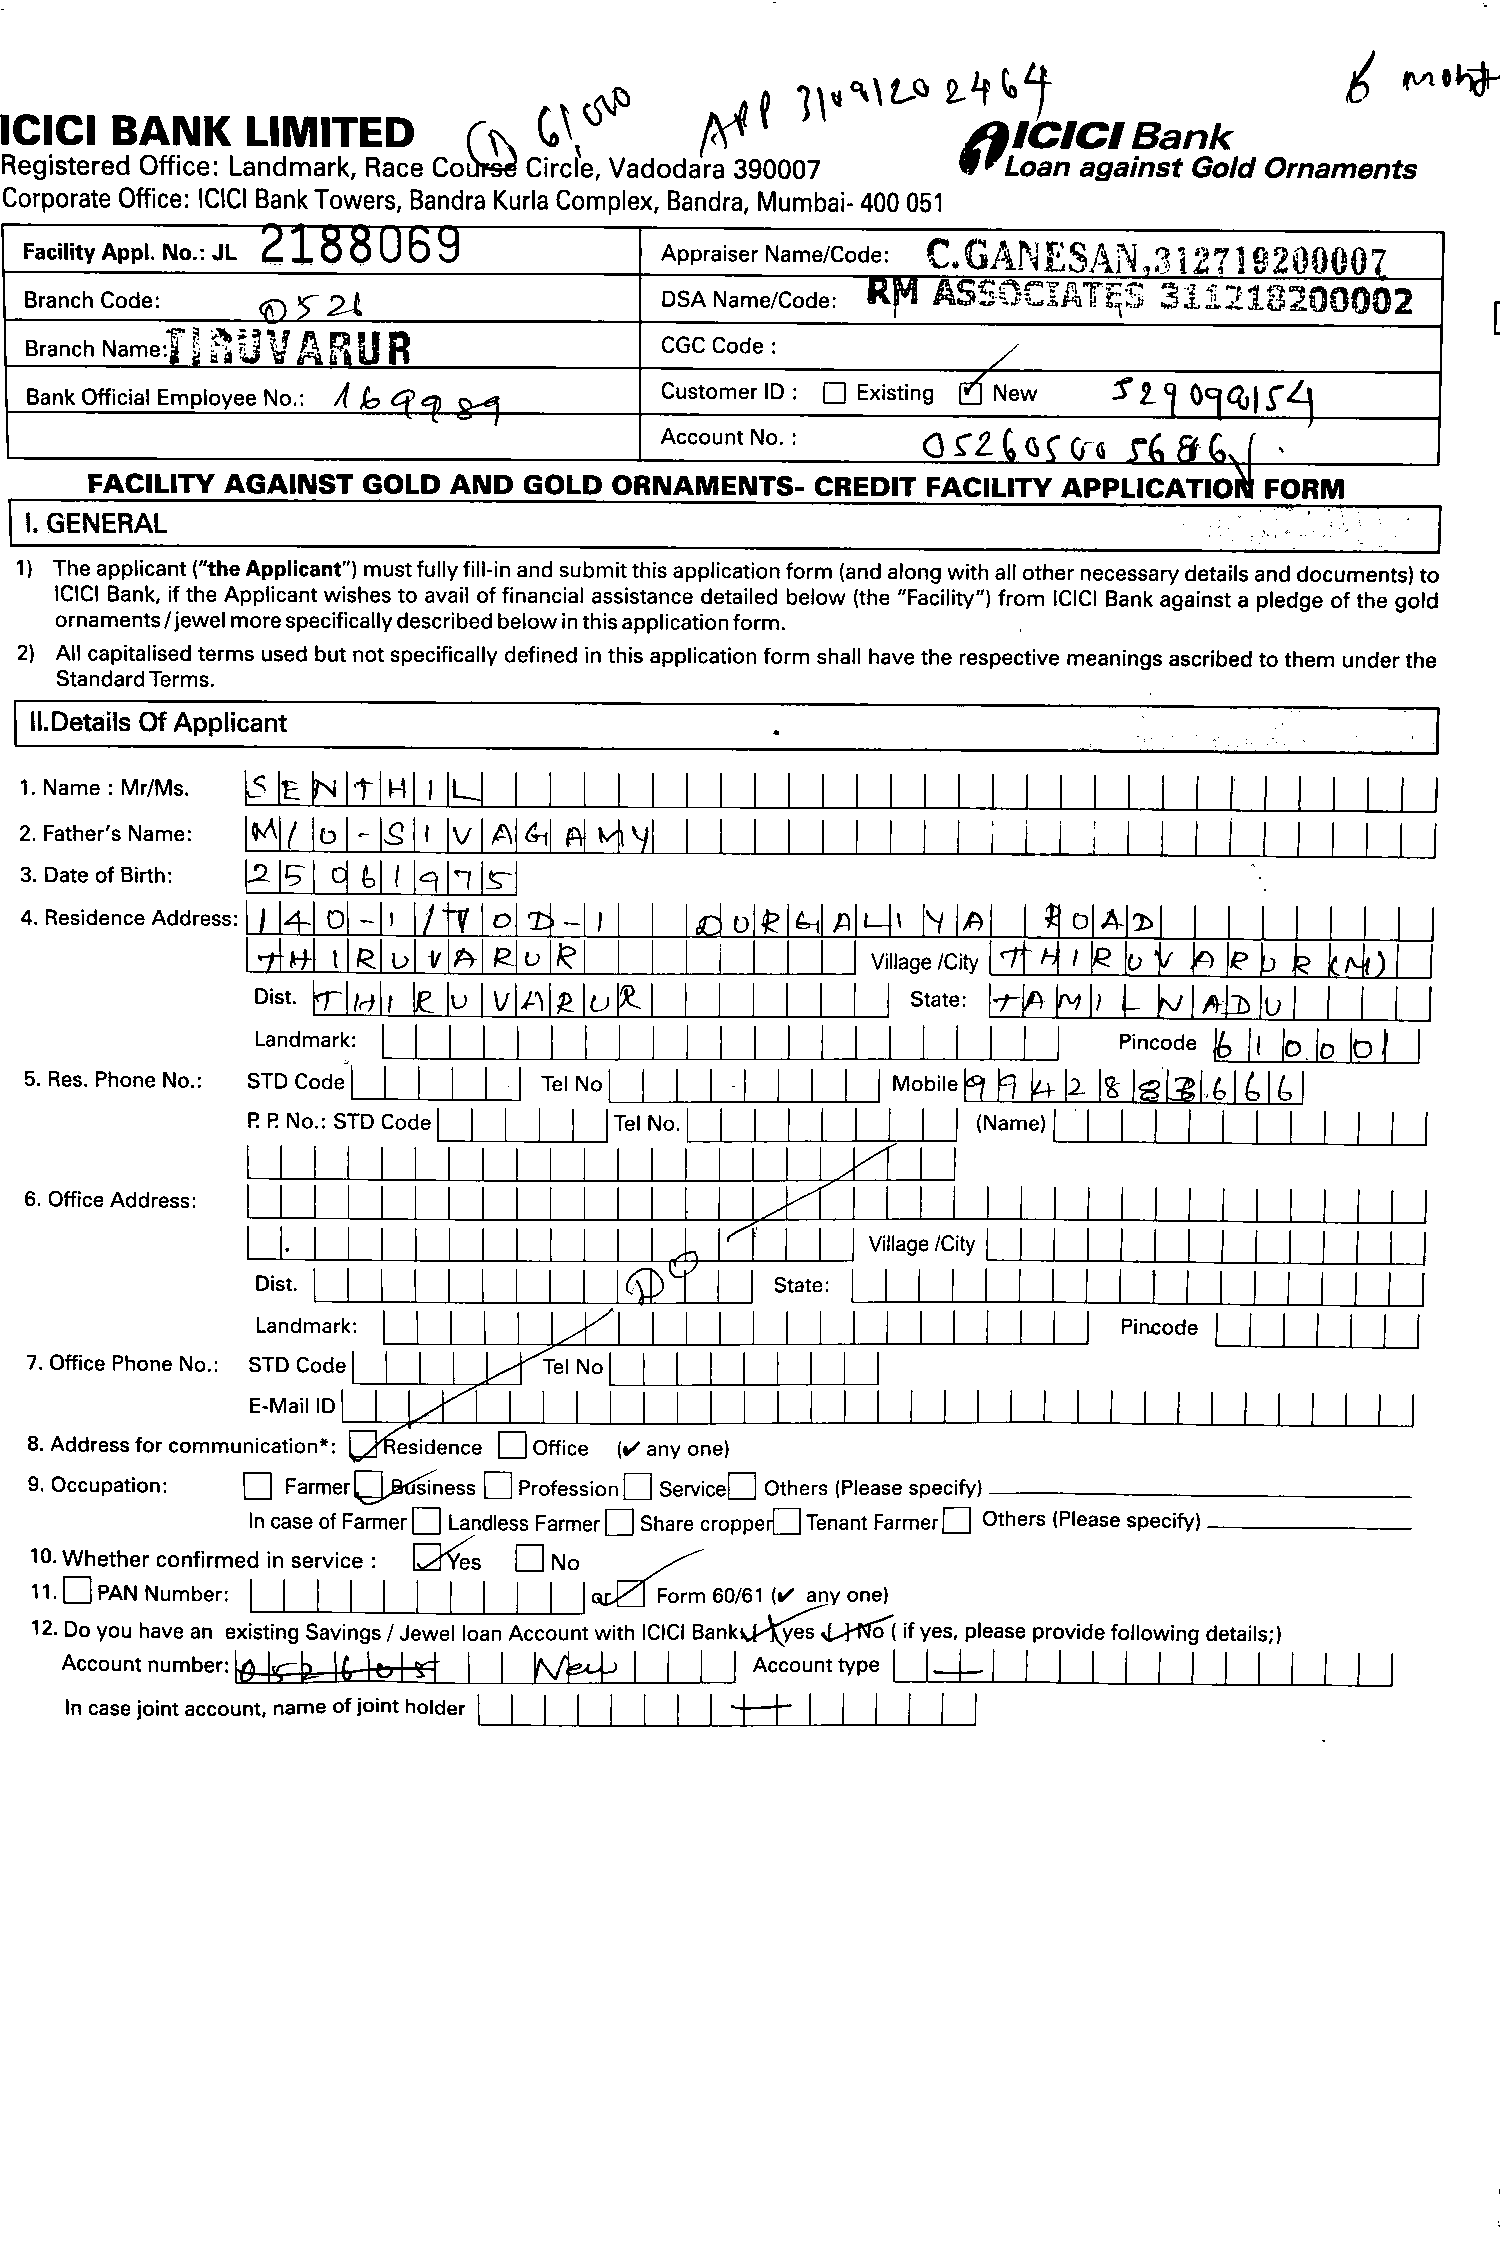 6
61,000
APP
ICICI BANK LIMITED
Registered Office: Landmark, Race Course Circle, Vadodara 390007
Corporate Office: ICICI Bank Towers, Bandra Kurla Complex, Bandra, Mumbai- 400 051
ICICI Bank
Loan against Gold Ornaments
Facility Appl. No.: JL 2188069
Appraiser Name/Code: C.GANESAN,312719200007
Branch Code: 0526
DSA Name/Code: RM ASSOCIATES 311218200002
Branch Name: TIRUVARUR
CGC Code :
Bank Official Employee No.: 169989
Customer ID : Existing New
Account No. :
FACILITY AGAINST GOLD AND GOLD ORNAMENTS- CREDIT FACILITY APPLICATION FORM
I. GENERAL
1) The applicant ("the Applicant") must fully fill-in and submit this application form (and along with all other necessary details and documents) to
ICICI Bank, if the Applicant wishes to avail of financial assistance detailed below (the "Facility") from ICICI Bank against a pledge of the gold
ornaments / jewel more specifically described below in this application form.
2) All capitalised terms used but not specifically defined in this application form shall have the respective meanings ascribed to them under the
Standard Terms.
II.Details Of Applicant
1. Name : Mr/Ms. SENTHIL
2. Father's Name: M/O-SIVAGAMY
3. Date of Birth: 25061975
4. Residence Address: 140-1/TOD-1 DURGALIYA ROAD
THIRUVARUR Village /City THIRUVARUR(M)
Dist. THIRUVARUR State: TAMILNADU
Landmark: Pincode 610001
5. Res. Phone No.: STD Code Tel No Mobile
P. P. No.: STD Code Tel No. (Name)
6. Office Address:
Village /City
Dist. State:
Landmark: Pincode
7. Office Phone No.: STD Code Tel No
E-Mail ID
8. Address for communication*: Residence Office (✔ any one)
9. Occupation: Farmer Business Profession Service Others (Please specify)
In case of Farmer Landless Farmer Share cropper Tenant Farmer Others (Please specify)
10. Whether confirmed in service : Yes No
11. PAN Number: or Form 60/61 (✔ any one)
12. Do you have an existing Savings / Jewel loan Account with ICICI Bank yes No ( if yes, please provide following details;)
Account number: 052605 New Account type
In case joint account, name of joint holder